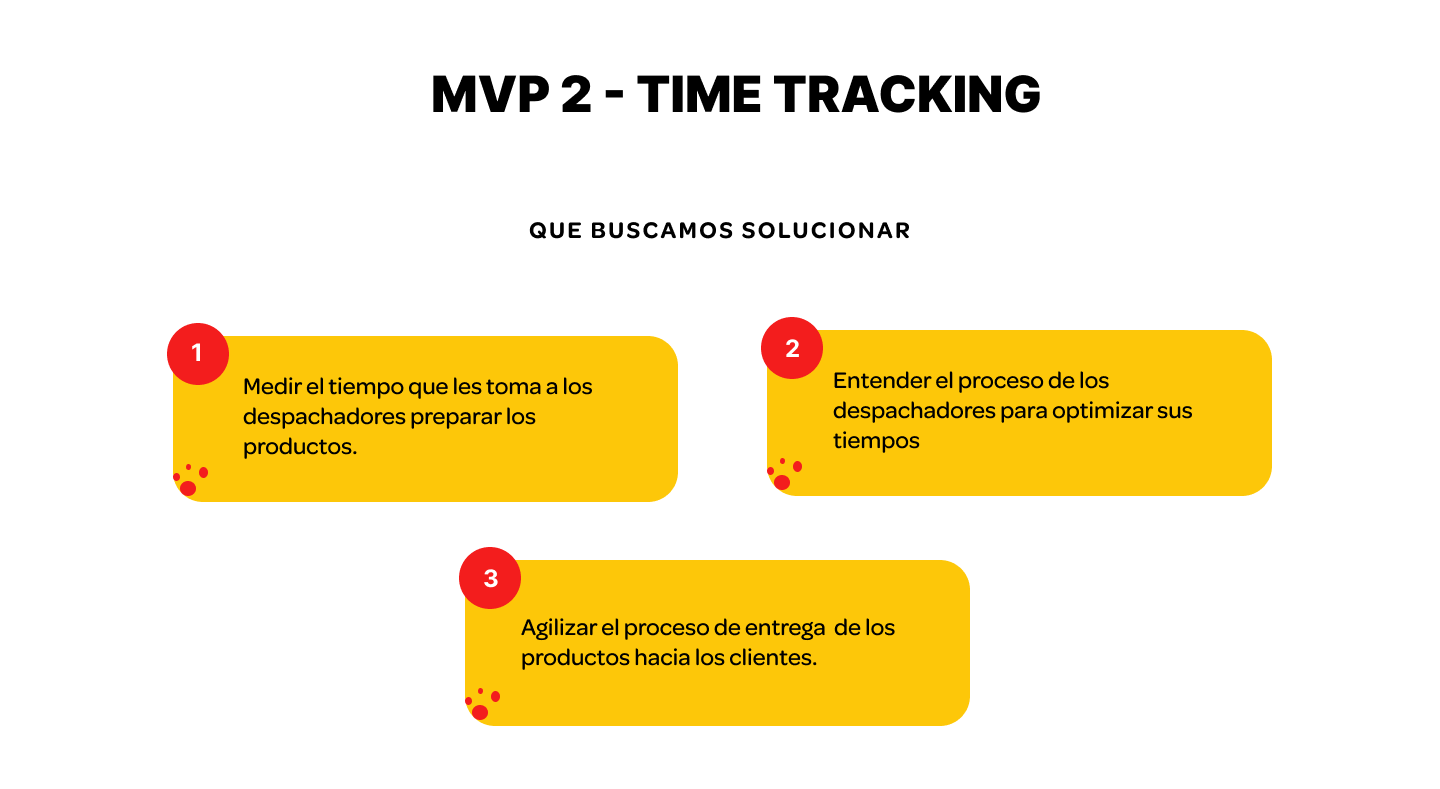 MVP 2 - TIME TRACKING
QUE BUSCAMOS SOLUCIONAR
1
Medir el tiempo que les toma a los
despachadores preparar los
productos.
2
Entender el proceso de los
despachadores para optimizar sus
tiempos
3
Agilizar el proceso de entrega  de los
productos hacia los clientes.